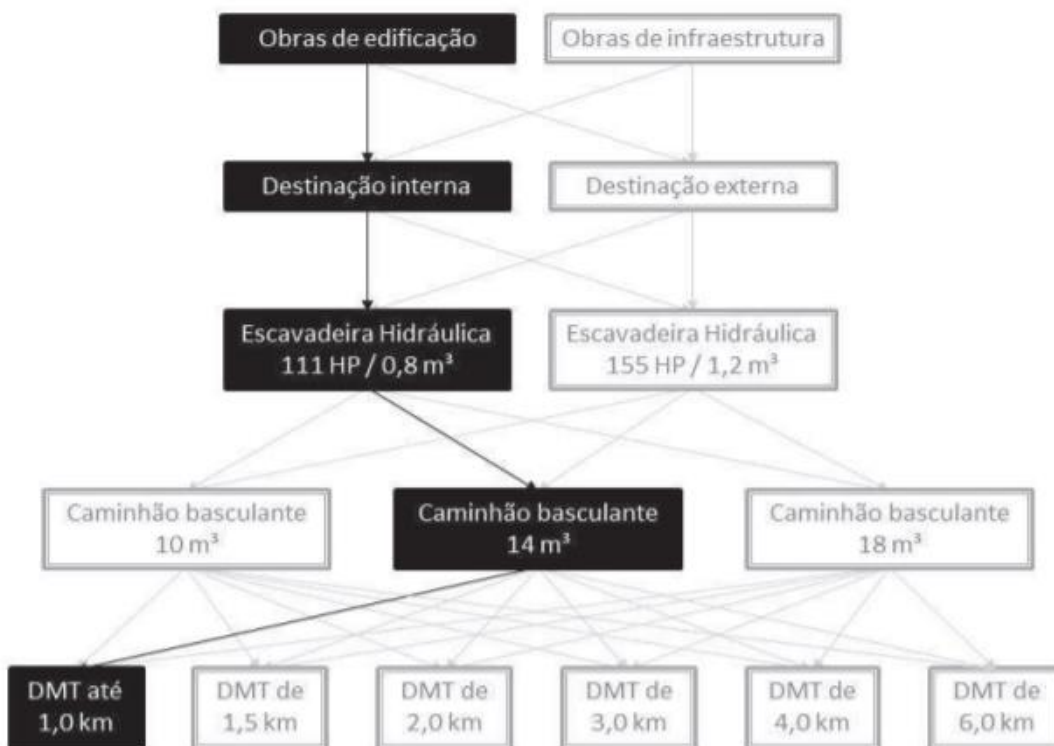 Obras de edificação
Obras de infraestrutura
Destinação interna
Destinação externa
Escavadeira Hidráulica
111 HP / 0,8 m³
Escavadeira Hidráulica
155 HP / 1,2 m³
Caminhão basculante
10 m³
Caminhão basculante
14 m³
Caminhão basculante
18 m³
DMT até
1,0 km
DMT de
1,5 km
DMT de
2,0 km
DMT de
3,0 km
DMT de
4,0 km
DMT de
6,0 km